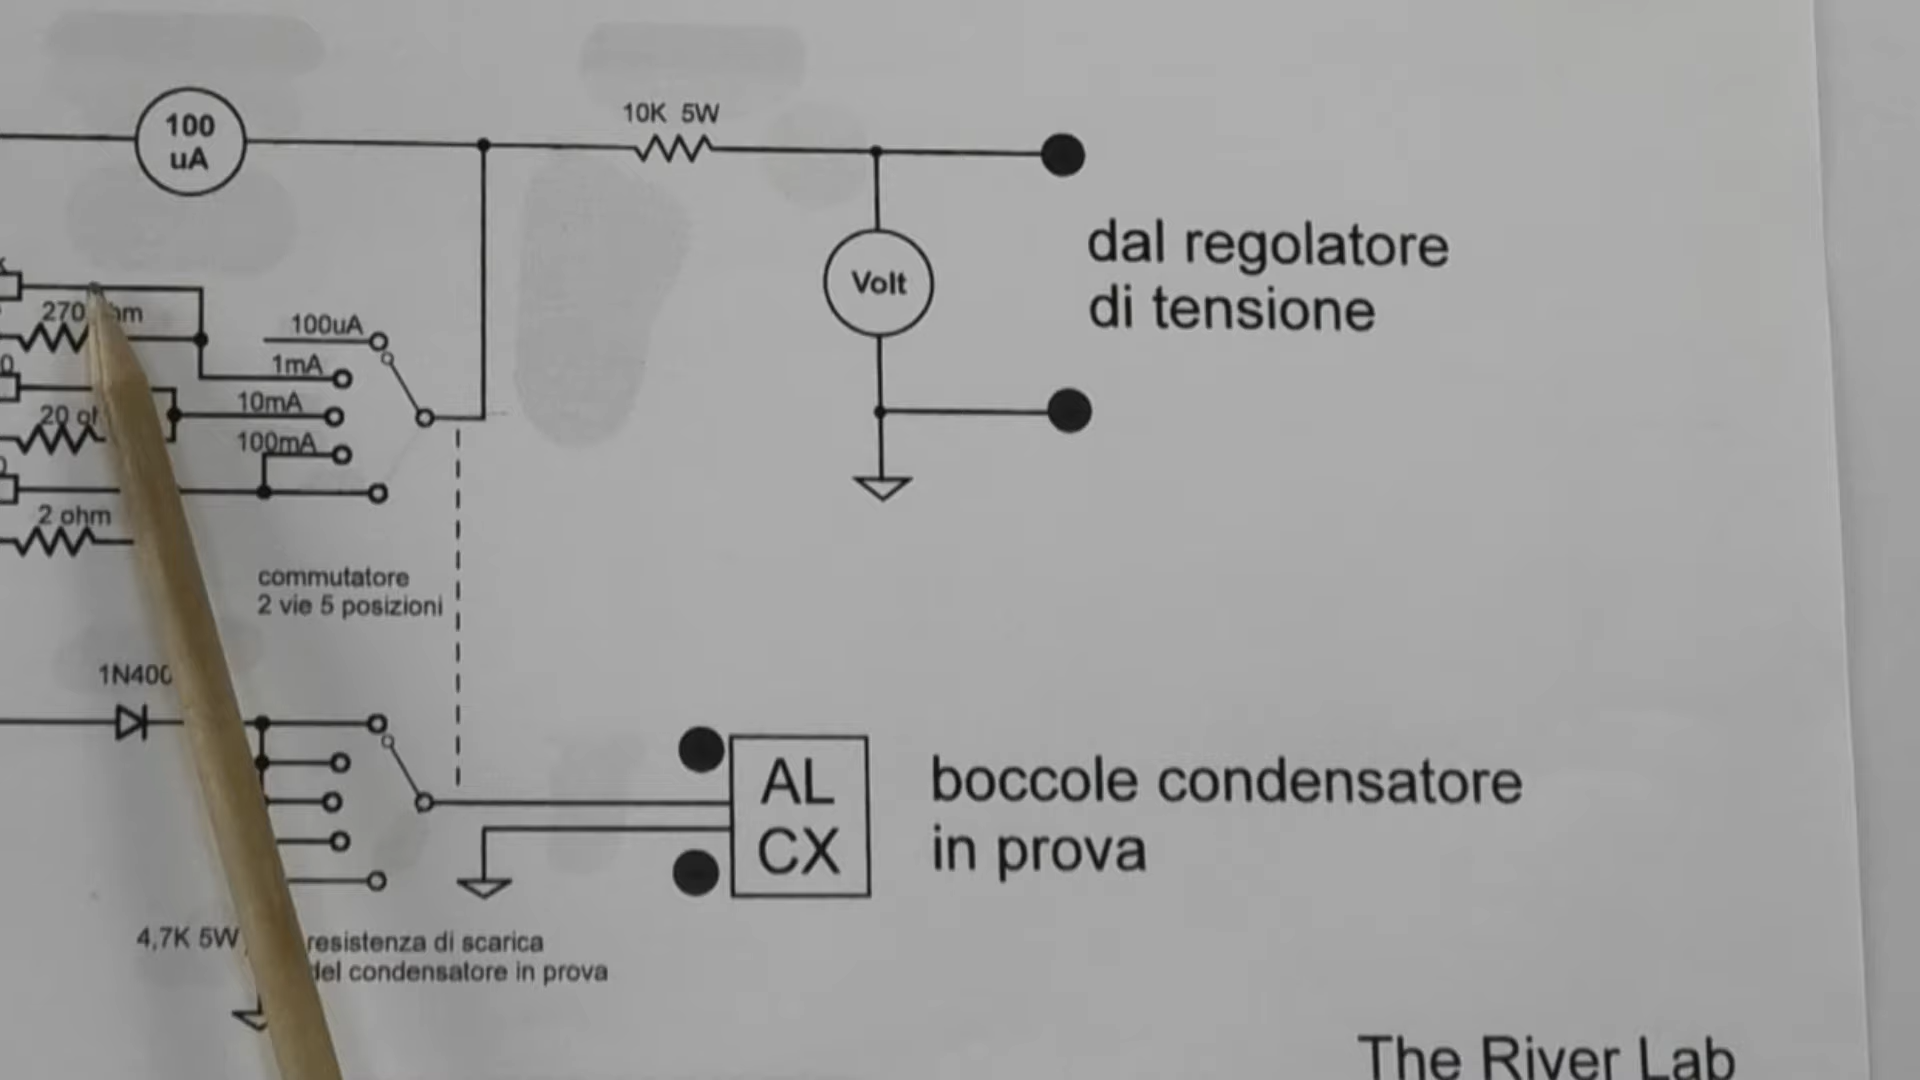 100
uA
10K 5W
dal regolatore
di tensione
Volt
270
100uA
1mA
10mA
20
100mA
2 ohm
commutatore
2 vie 5 posizioni
AL
CX
boccole condensatore
in prova
4,7K 5W resistenza di scarica
del condensatore in prova
The River Lab